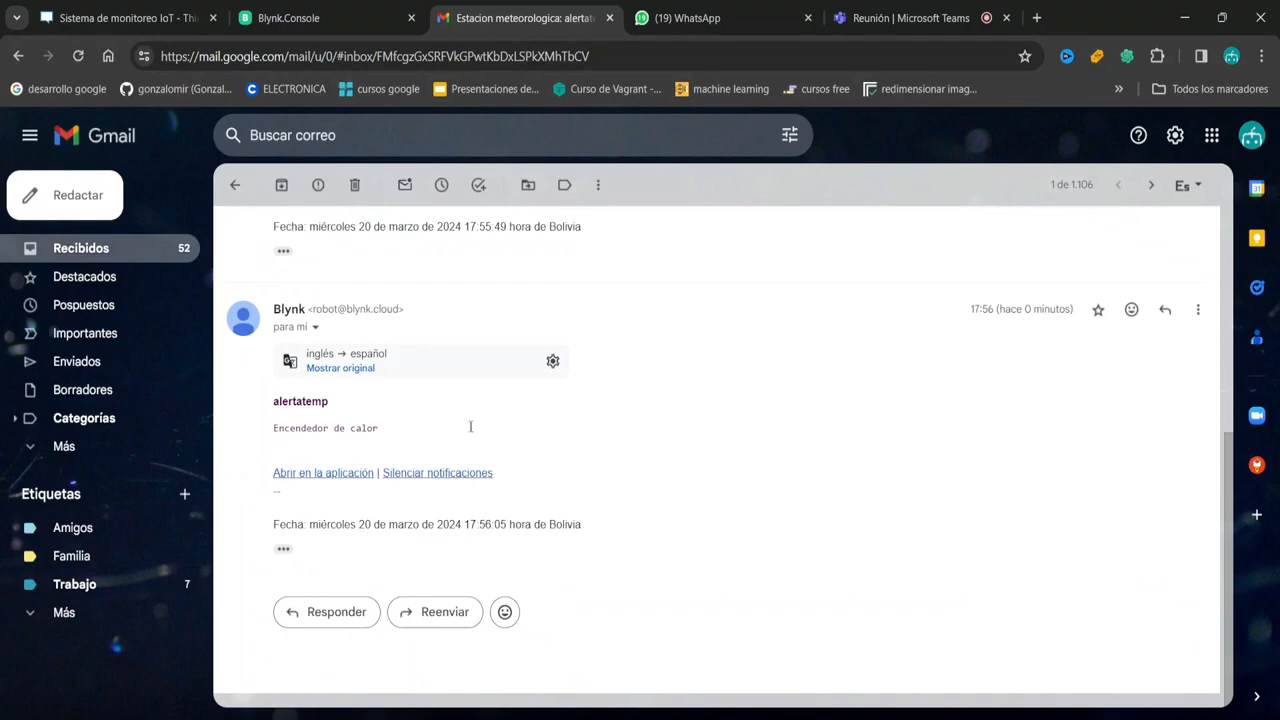 Sistema de monitoreo IoT - Thi
Blynk.Console
Estacion meteorologica: alertate
(19) WhatsApp
Reunión | Microsoft Teams
https://mail.google.com/mail/u/0/#inbox/FMfcgzGxSRFVkGPwtKbDxLSPkXMhTbCV
desarrollo google
gonzalomir (Gonzal...
ELECTRONICA
cursos google
Presentaciones de...
Curso de Vagrant -...
machine learning
cursos free
redimensionar imag...
»
Todos los marcadores
Gmail
Buscar correo
Redactar
1 de 1.106
Es
Recibidos 52
Destacados
Pospuestos
Importantes
Enviados
Borradores
Categorías
Más
Etiquetas
Amigos
Familia
Trabajo 7
Más
Fecha: miércoles 20 de marzo de 2024 17:55:49 hora de Bolivia
Blynk <robot@blynk.cloud>
17:56 (hace 0 minutos)
para mí
inglés → español
Mostrar original
alertatemp
Encendedor de calor
Abrir en la aplicación | Silenciar notificaciones
--
Fecha: miércoles 20 de marzo de 2024 17:56:05 hora de Bolivia
Responder
Reenviar